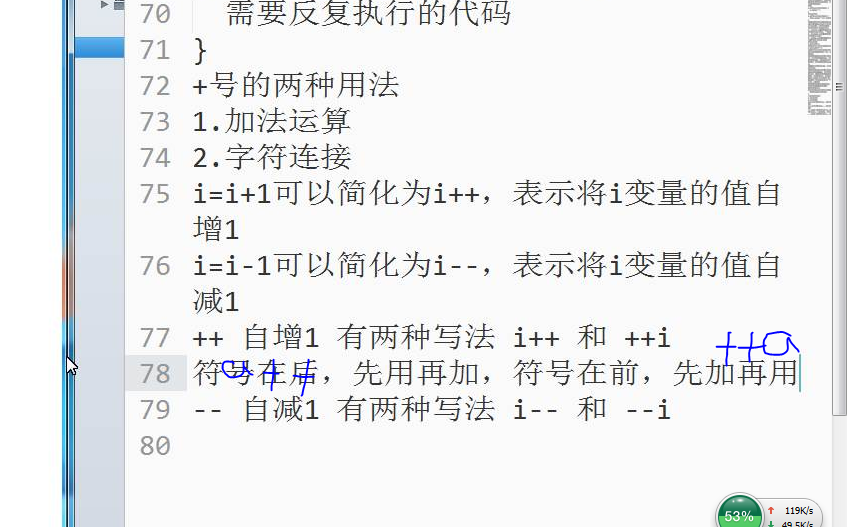 70 需要反复执行的代码
71 }
72 +号的两种用法
73 1.加法运算
74 2.字符连接
75 i=i+1可以简化为i++，表示将i变量的值自
增1
76 i=i-1可以简化为i--，表示将i变量的值自
减1
77 ++ 自增1 有两种写法 i++ 和 ++i
++a
78 符号在后，先用再加，符号在前，先加再用
a++
79 -- 自减1 有两种写法 i-- 和 --i
80
53% 119K/s
49.5K/s